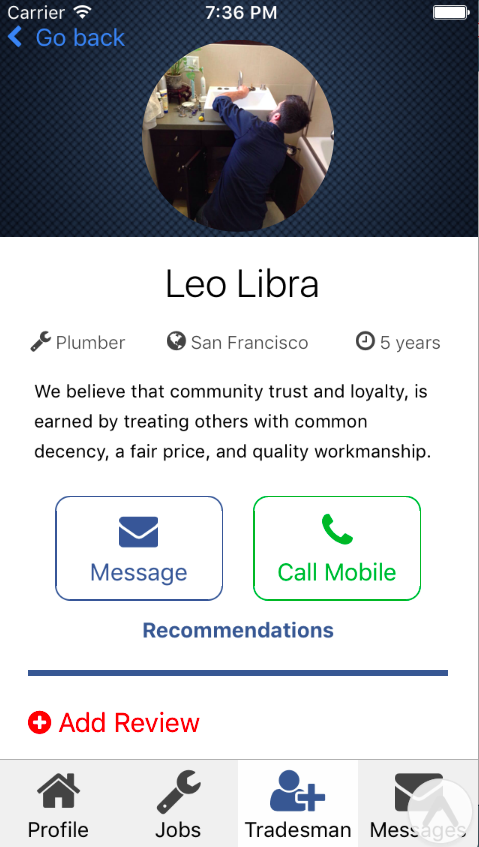 Carrier 7:36 PM
Go back
Leo Libra
Plumber San Francisco 5 years
We believe that community trust and loyalty, is
earned by treating others with common
decency, a fair price, and quality workmanship.
Message Call Mobile
Recommendations
Add Review
Profile Jobs Tradesman Messages